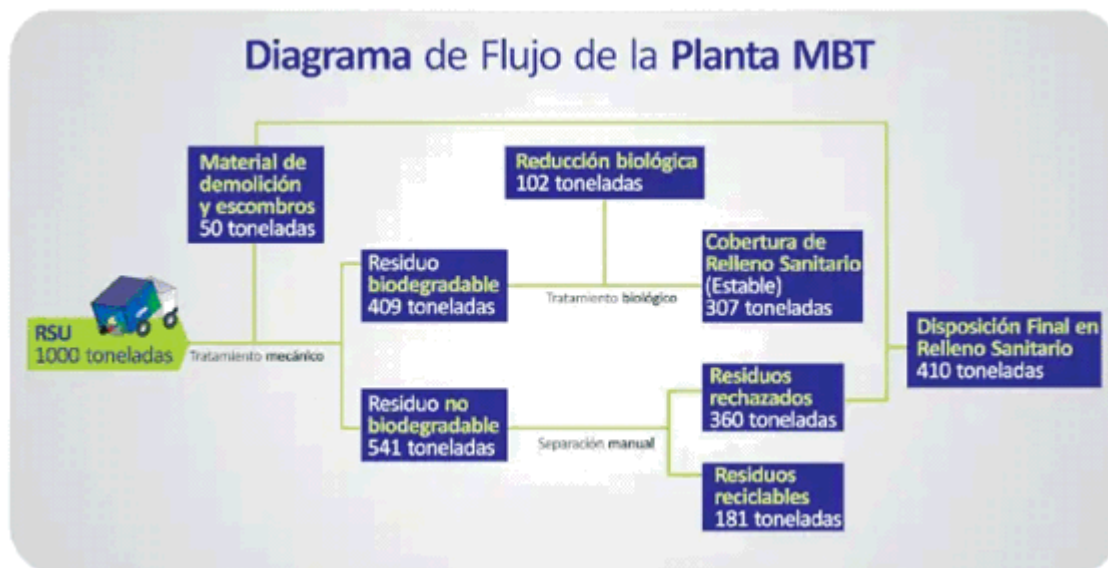 Diagrama de Flujo de la Planta MBT
Material de
demolición
y escombros
50 toneladas
Reducción biológica
102 toneladas
Residuo
biodegradable
409 toneladas
Tratamiento biológico
Cobertura de
Relleno Sanitario
(Estable)
307 toneladas
RSU
1000 toneladas
Tratamiento mecánico
Disposición Final en
Relleno Sanitario
410 toneladas
Residuo no
biodegradable
541 toneladas
Separación manual
Residuos
rechazados
360 toneladas
Residuos
reciclables
181 toneladas